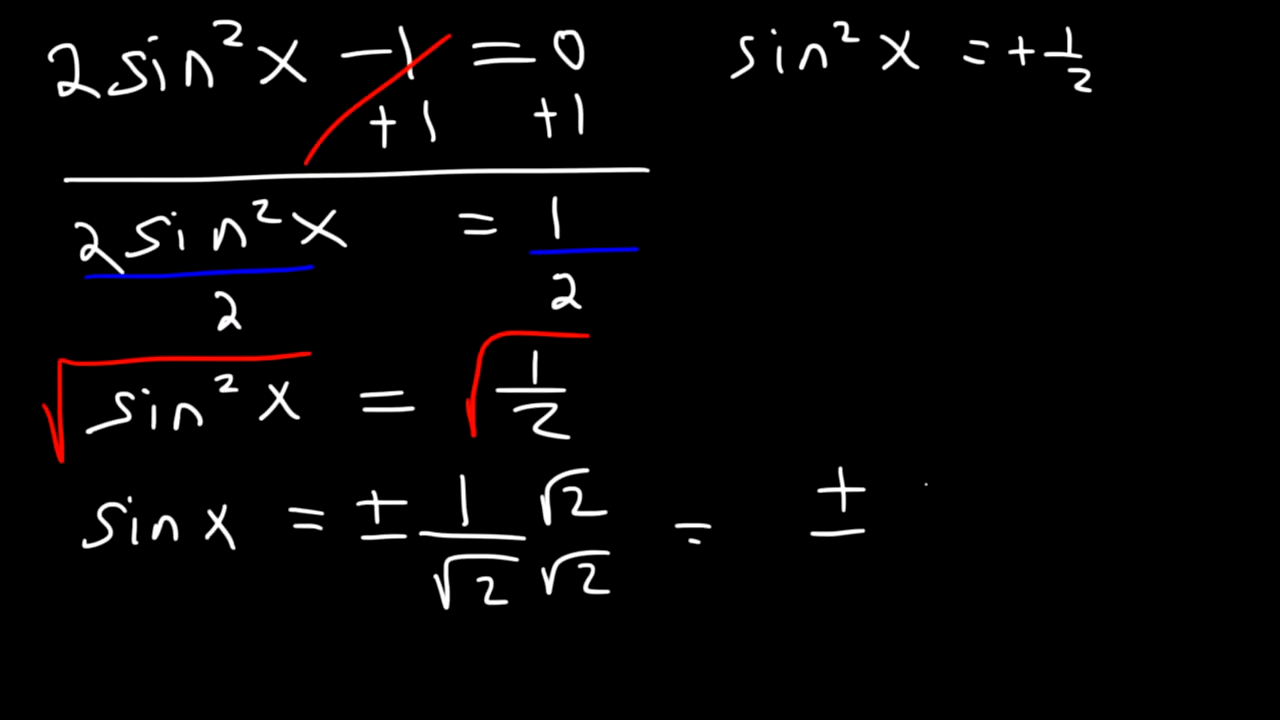 2sin²x −1 = 0
+1 +1
2sin²x = 1
2 2
√sin²x = √1/2
sin x = ± 1/√2 √2/√2 = ±
sin²x = +1/2